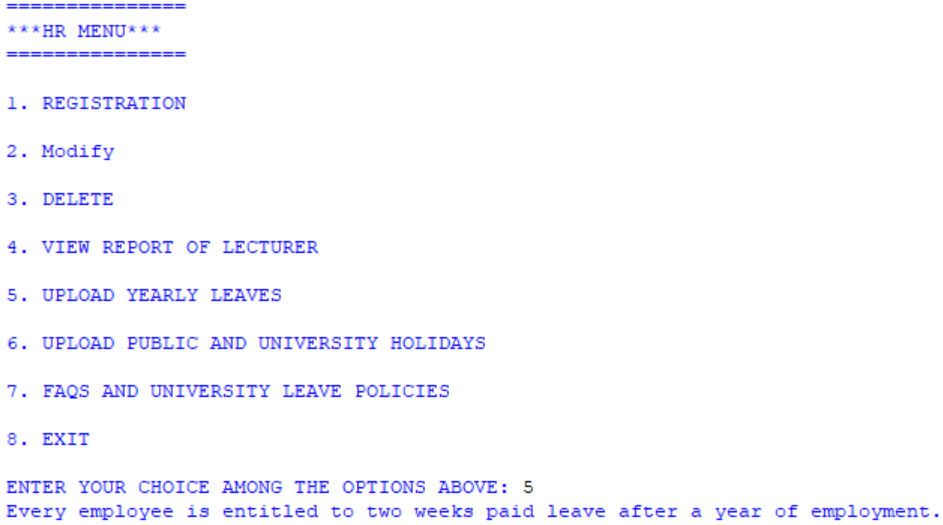 ===============
***HR MENU***
===============
1. REGISTRATION
2. Modify
3. DELETE
4. VIEW REPORT OF LECTURER
5. UPLOAD YEARLY LEAVES
6. UPLOAD PUBLIC AND UNIVERSITY HOLIDAYS
7. FAQS AND UNIVERSITY LEAVE POLICIES
8. EXIT
ENTER YOUR CHOICE AMONG THE OPTIONS ABOVE: 5
Every employee is entitled to two weeks paid leave after a year of employment.